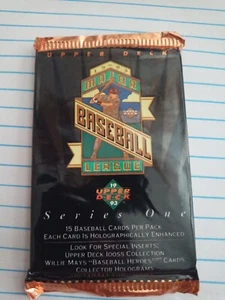 UPPER DECK
MAJOR
BASEBALL
LEAGUE
19 UPPER DECK 93
Series One
15 BASEBALL CARDS PER PACK
EACH CARD IS HOLOGRAPHICALLY ENHANCED
LOOK FOR SPECIAL INSERTS:
UPPER DECK IOOSS COLLECTION
WILLIE MAYS "BASEBALL HEROES" CARDS
COLLECTOR HOLOGRAMS